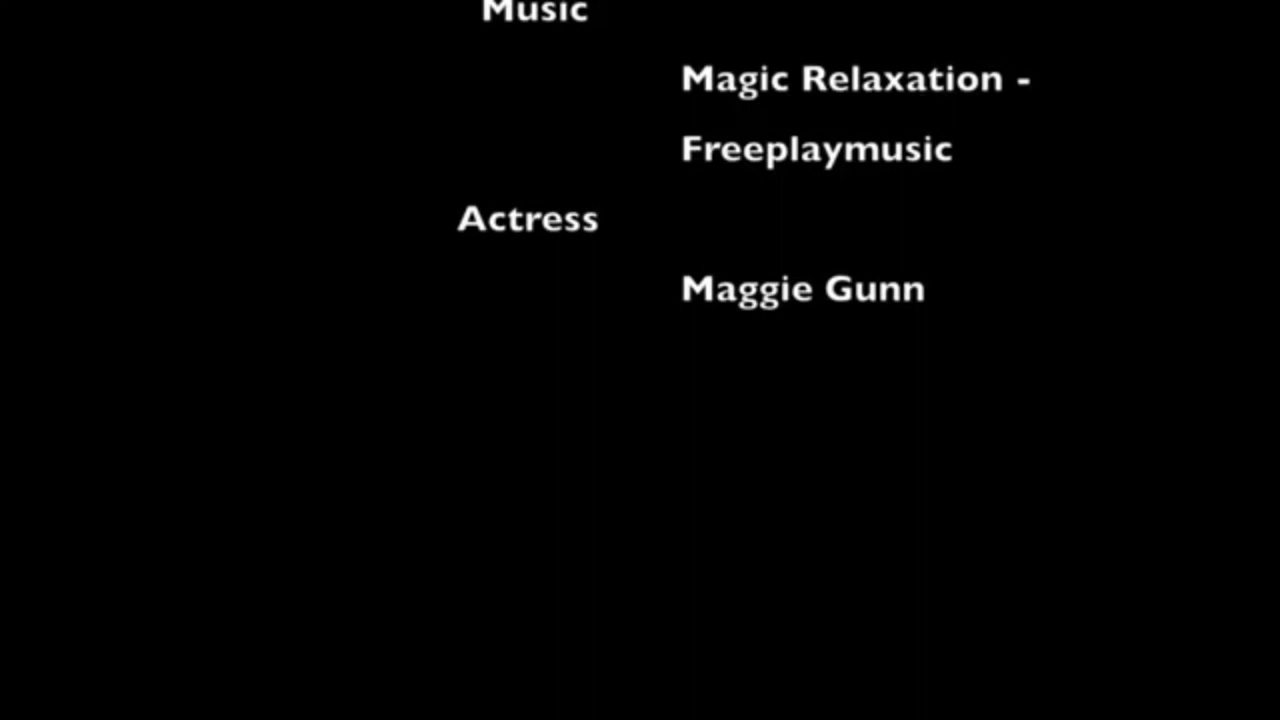 Music
Magic Relaxation -
Freeplaymusic
Actress
Maggie Gunn